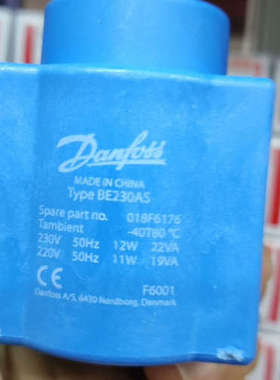 Danfoss
MADE IN CHINA
Type BE230AS
Spare part no. 018F6176
Tambient -40T80 °C
230V 50Hz 12W 22VA
220V 50Hz 11W 19VA
CE F6001
Danfoss A/S, 6430 Nordborg, Denmark